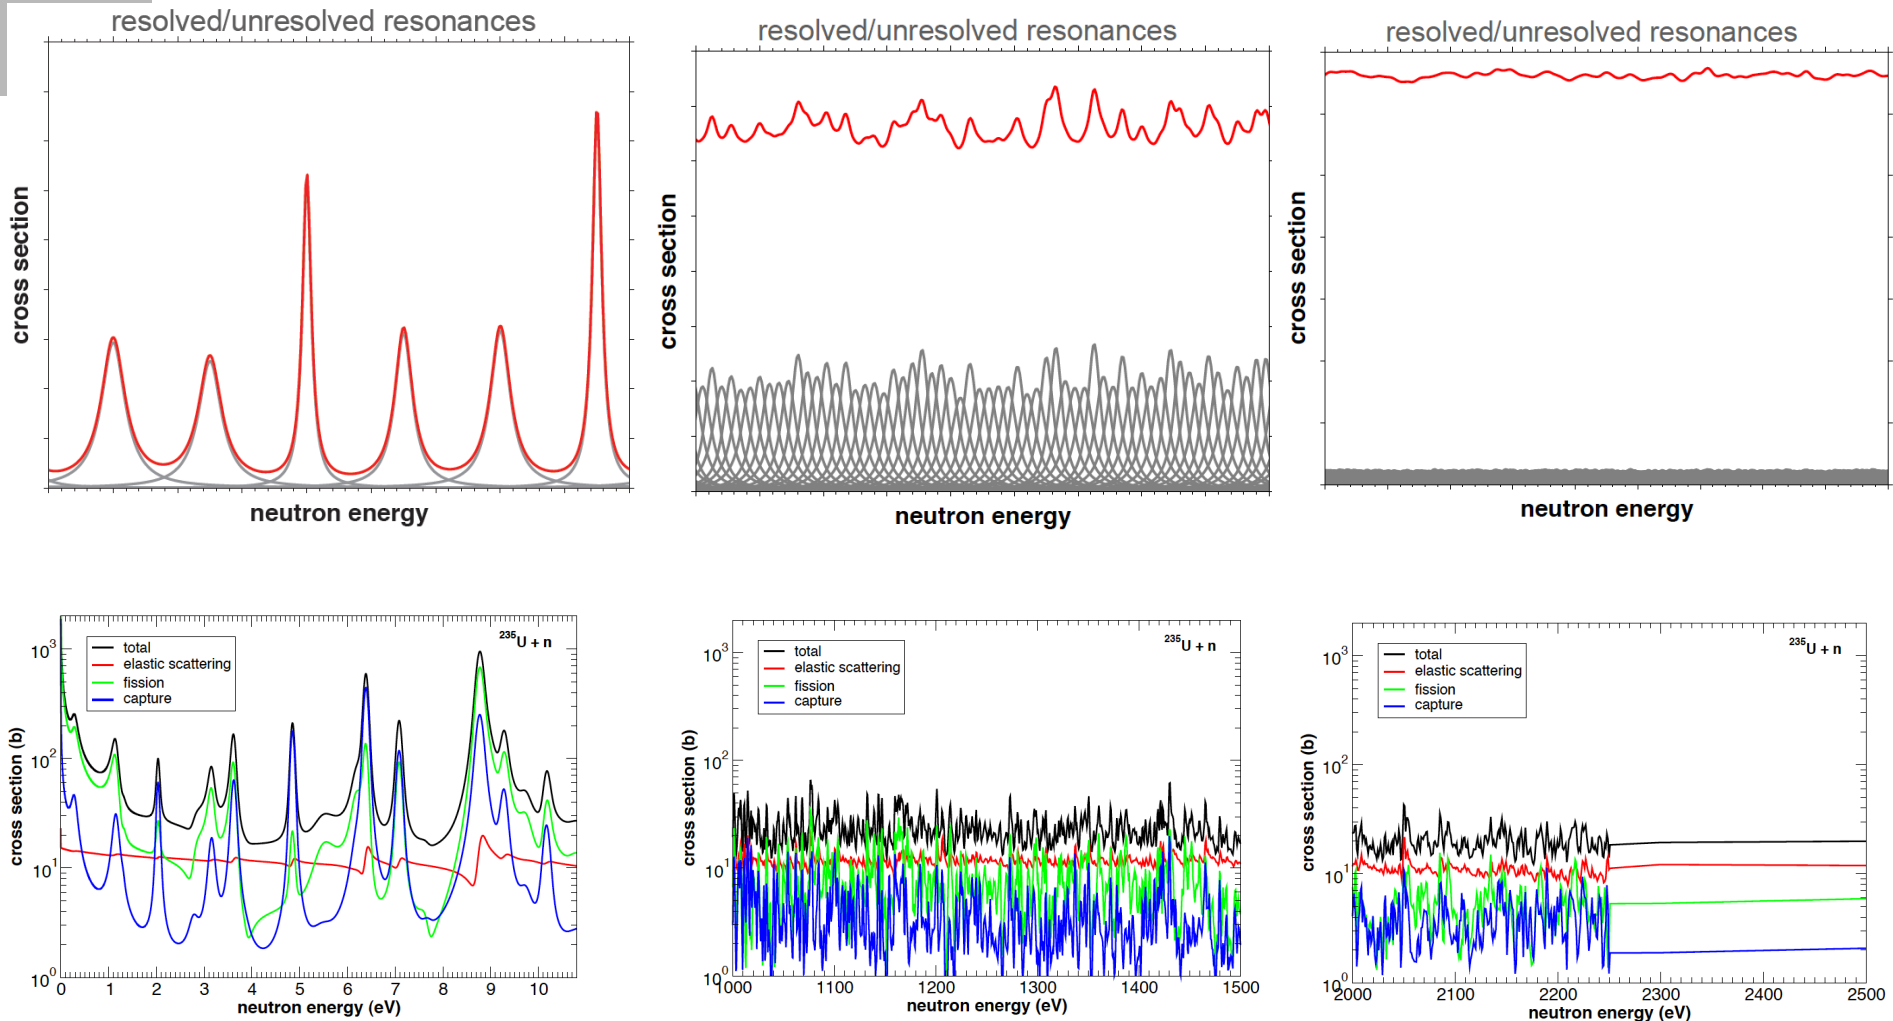 resolved/unresolved resonances
cross section
neutron energy
resolved/unresolved resonances
cross section
neutron energy
resolved/unresolved resonances
cross section
neutron energy
²³⁵U + n
total
elastic scattering
fission
capture
cross section (b)
10³
10²
10¹
10⁰
0 1 2 3 4 5 6 7 8 9 10
neutron energy (eV)
²³⁵U + n
total
elastic scattering
fission
capture
cross section (b)
10³
10²
10¹
10⁰
1000 1100 1200 1300 1400 1500
neutron energy (eV)
²³⁵U + n
total
elastic scattering
fission
capture
cross section (b)
10³
10²
10¹
10⁰
2000 2100 2200 2300 2400 2500
neutron energy (eV)